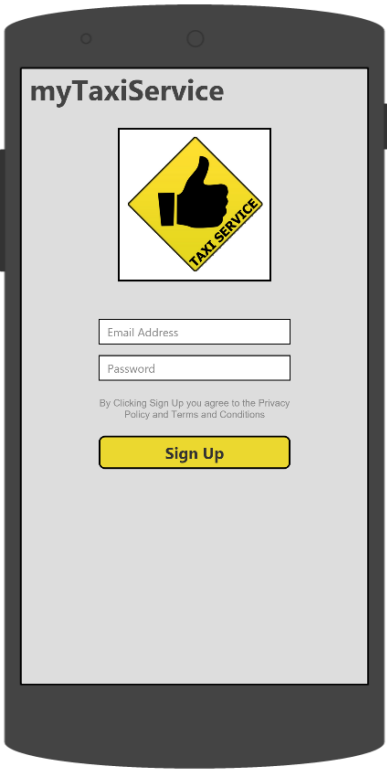 myTaxiService
TAXI SERVICE
Email Address
Password
By Clicking Sign Up you agree to the Privacy
Policy and Terms and Conditions
Sign Up